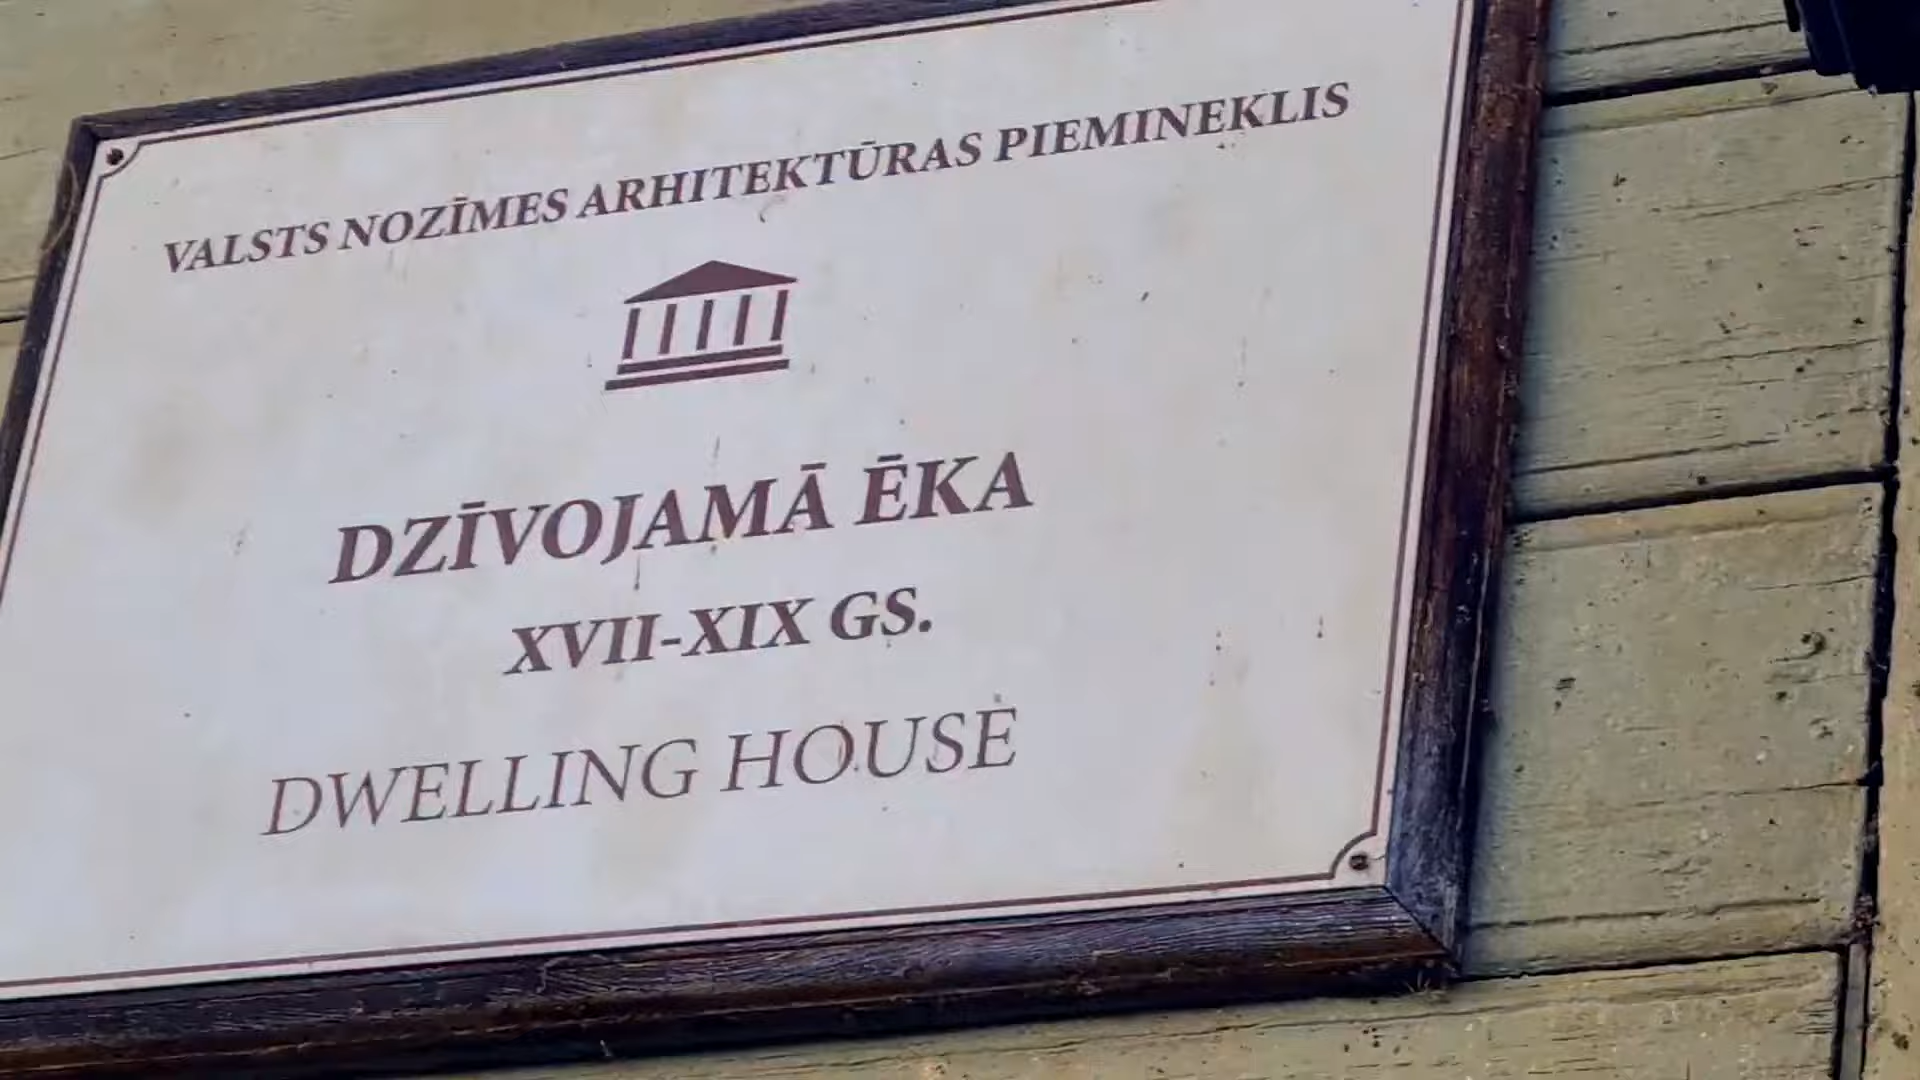 VALSTS NOZĪMES ARHITEKTŪRAS PIEMINEKLIS
DZĪVOJAMĀ ĒKA
XVII-XIX GS.
DWELLING HOUSE